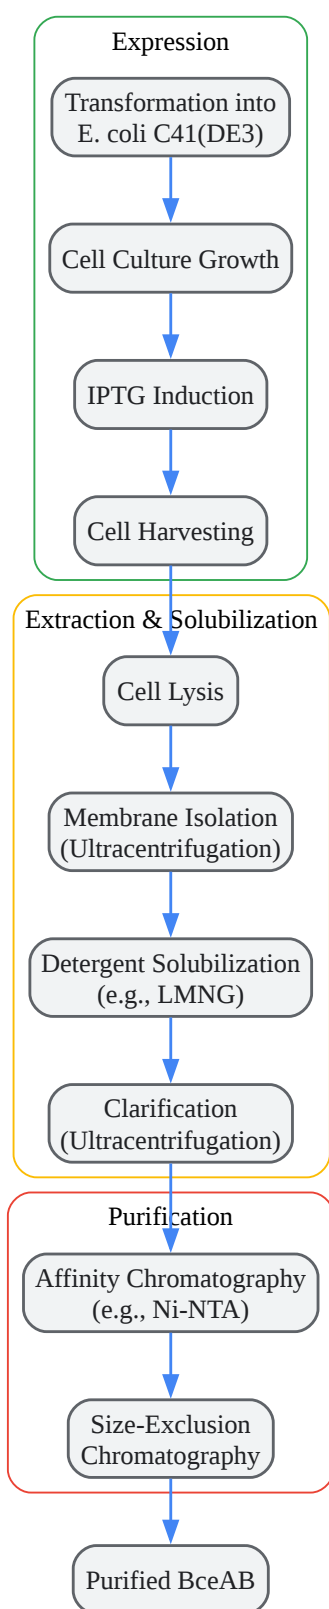 Expression
Transformation into
E. coli C41(DE3)
Cell Culture Growth
IPTG Induction
Cell Harvesting
Extraction & Solubilization
Cell Lysis
Membrane Isolation
(Ultracentrifugation)
Detergent Solubilization
(e.g., LMNG)
Clarification
(Ultracentrifugation)
Purification
Affinity Chromatography
(e.g., Ni-NTA)
Size-Exclusion
Chromatography
Purified BceAB